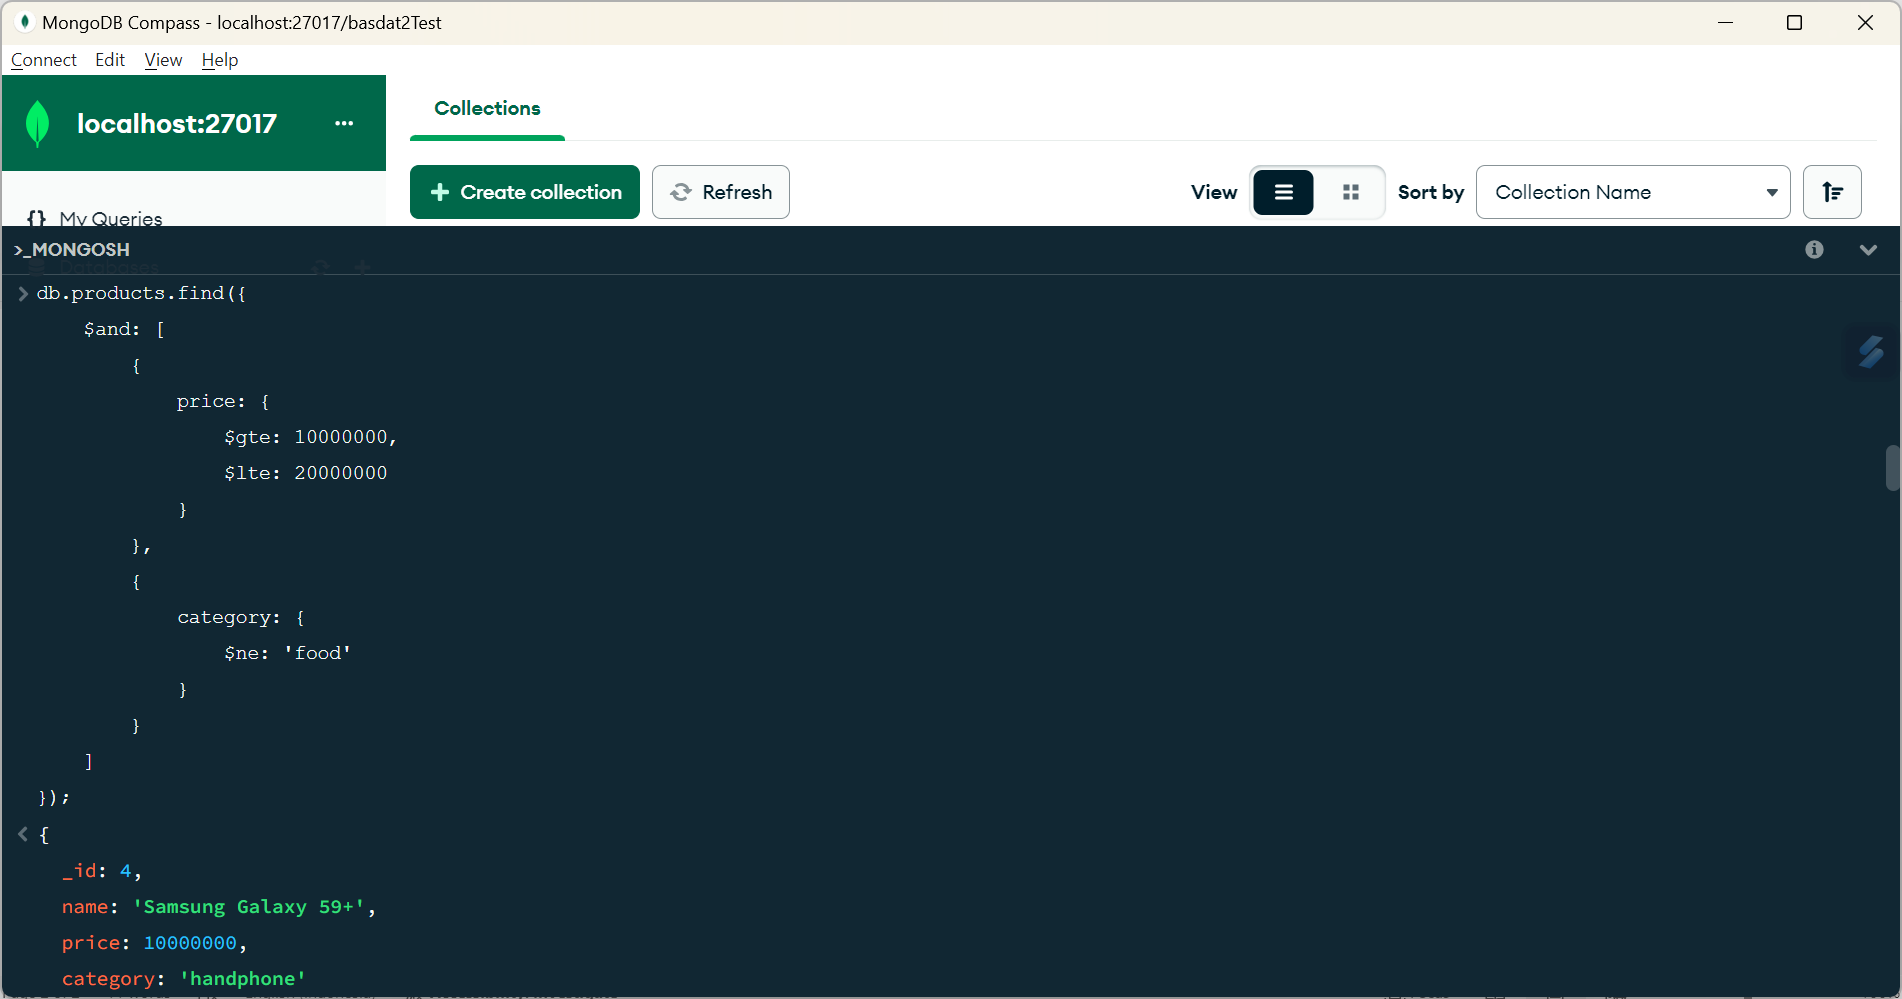 MongoDB Compass - localhost:27017/basdat2Test
Connect Edit View Help
localhost:27017 ...
Collections
+ Create collection
Refresh
View
Sort by
Collection Name
{} My Queries
>_MONGOSH
Databases
> db.products.find({
$and: [
{
price: {
$gte: 10000000,
$lte: 20000000
}
},
{
category: {
$ne: 'food'
}
}
]
});
< {
_id: 4,
name: 'Samsung Galaxy 59+',
price: 10000000,
category: 'handphone'